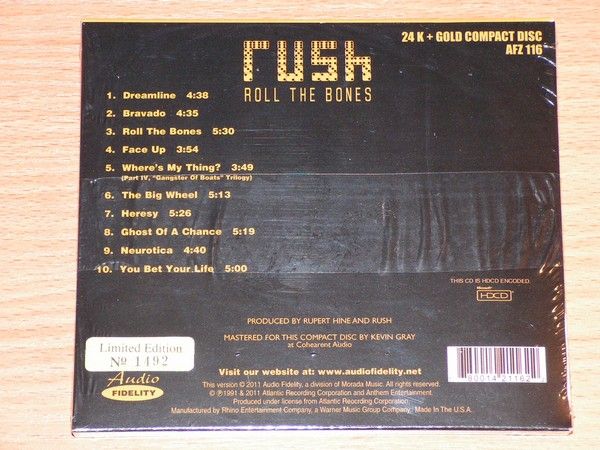 rush
24 K + GOLD COMPACT DISC
AFZ 116
ROLL THE BONES
1. Dreamline 4:38
2. Bravado 4:35
3. Roll The Bones 5:30
4. Face Up 3:54
5. Where's My Thing? 3:49
(Part IV, "Gangster Of Boats" Trilogy)
6. The Big Wheel 5:13
7. Heresy 5:26
8. Ghost Of A Chance 5:19
9. Neurotica 4:40
10. You Bet Your Life 5:00
THIS CD IS HDCD ENCODED.
Microsoft
HDCD
PRODUCED BY RUPERT HINE AND RUSH
MASTERED FOR THIS COMPACT DISC BY KEVIN GRAY
at Cohearent Audio
Limited Edition
№ 1492
Audio
FIDELITY
Visit our website at: www.audiofidelity.net
This version © 2011 Audio Fidelity, a division of Morada Music. All rights reserved.
© ℗1991 & 2011 Atlantic Recording Corporation and Anthem Entertainment.
Produced under license from Atlantic Recording Corporation.
Manufactured by Rhino Entertainment Company, a Warner Music Group Company. Made In The U.S.A.
80014 21162